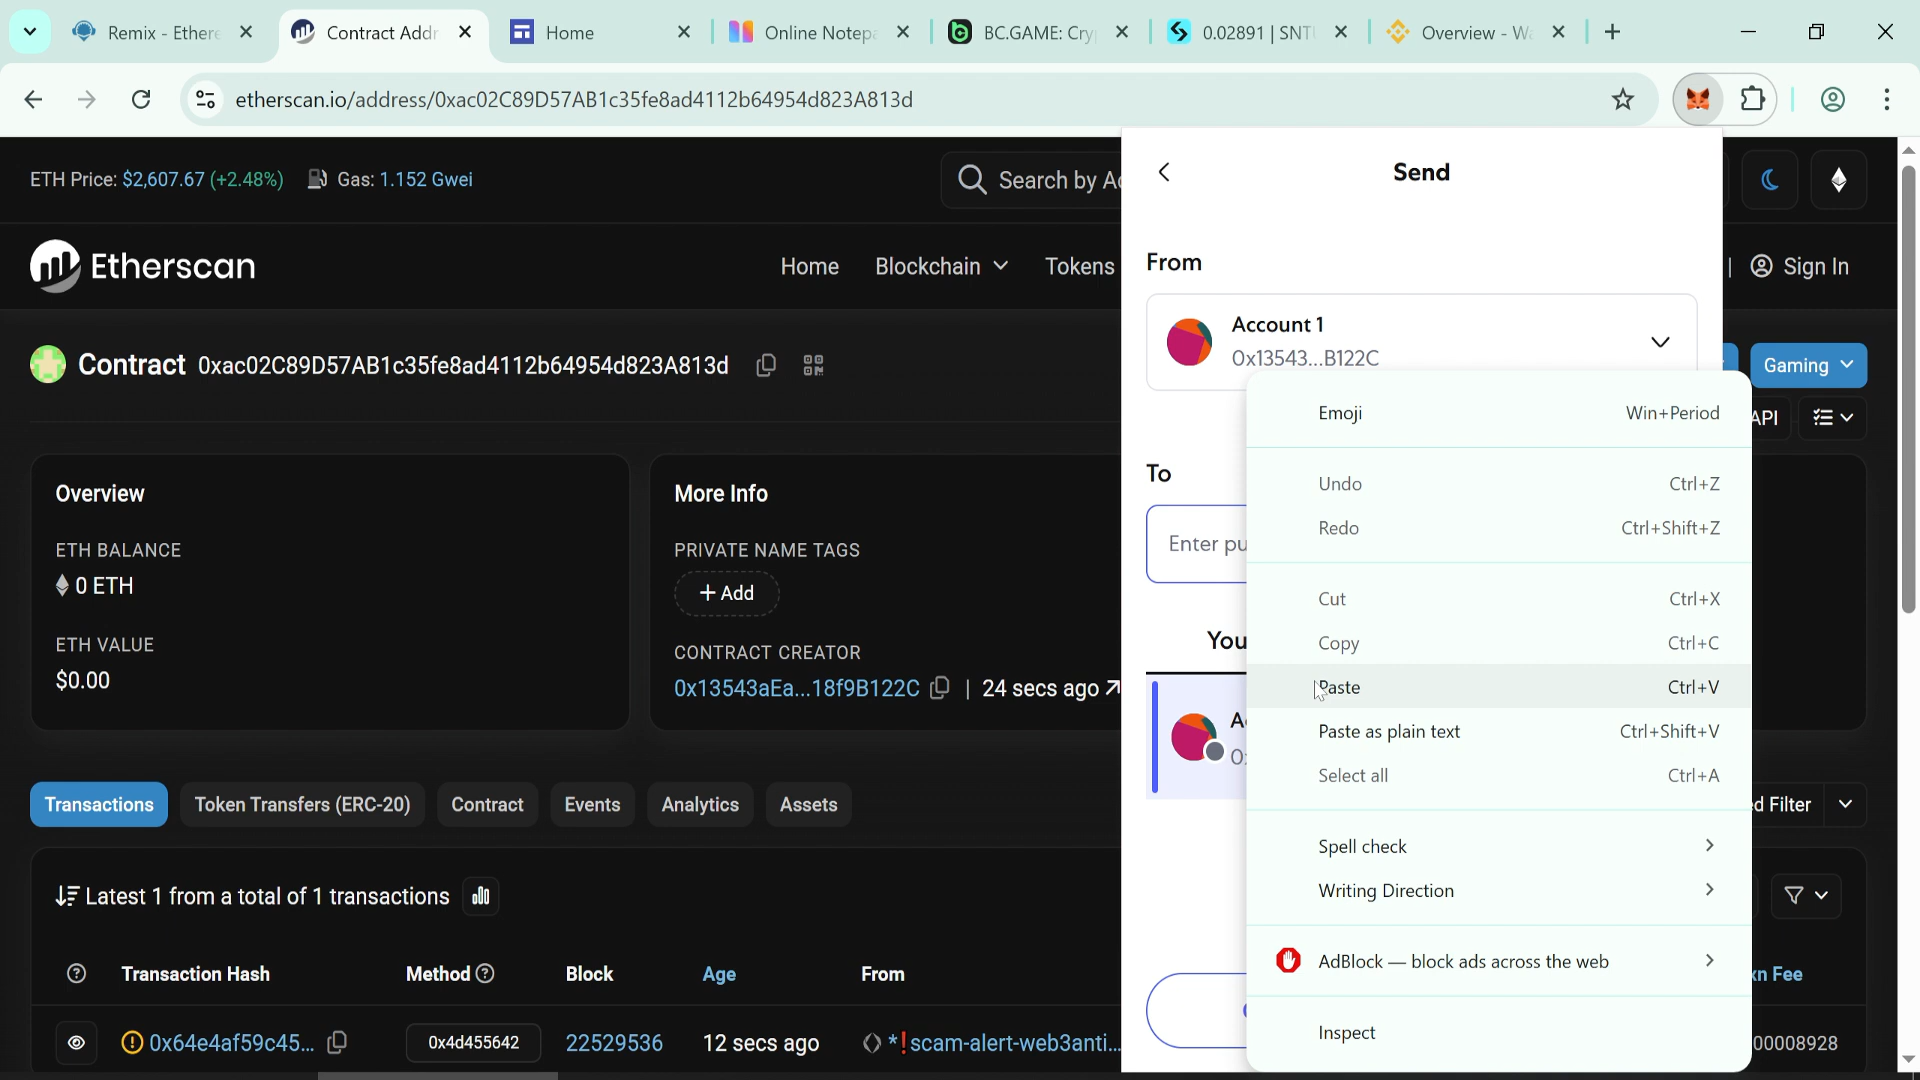 Remix - Ethere
Contract Addr
Home
Online Notepa
BC.GAME: Cry
0.02891 | SNT
Overview - Wa
etherscan.io/address/0xac02C89D57AB1c35fe8ad4112b64954d823A813d
ETH Price: $2,607.67 (+2.48%)
Gas: 1.152 Gwei
Search by Ad
Etherscan
Home
Blockchain
Tokens
Sign In
Contract 0xac02C89D57AB1c35fe8ad4112b64954d823A813d
Gaming
API
Overview
ETH BALANCE
0 ETH
ETH VALUE
$0.00
More Info
PRIVATE NAME TAGS
+ Add
CONTRACT CREATOR
0x13543aEa...18f9B122C | 24 secs ago
Transactions
Token Transfers (ERC-20)
Contract
Events
Analytics
Assets
d Filter
Latest 1 from a total of 1 transactions
Transaction Hash
Method
Block
Age
From
xn Fee
0x64e4af59c45...
0x4d455642
22529536
12 secs ago
*❗scam-alert-web3anti...
00008928
Send
From
Account 1
0x13543...B122C
To
Enter pu
You
A
0x
Emoji Win+Period
Undo Ctrl+Z
Redo Ctrl+Shift+Z
Cut Ctrl+X
Copy Ctrl+C
Paste Ctrl+V
Paste as plain text Ctrl+Shift+V
Select all Ctrl+A
Spell check
Writing Direction
AdBlock — block ads across the web
Inspect